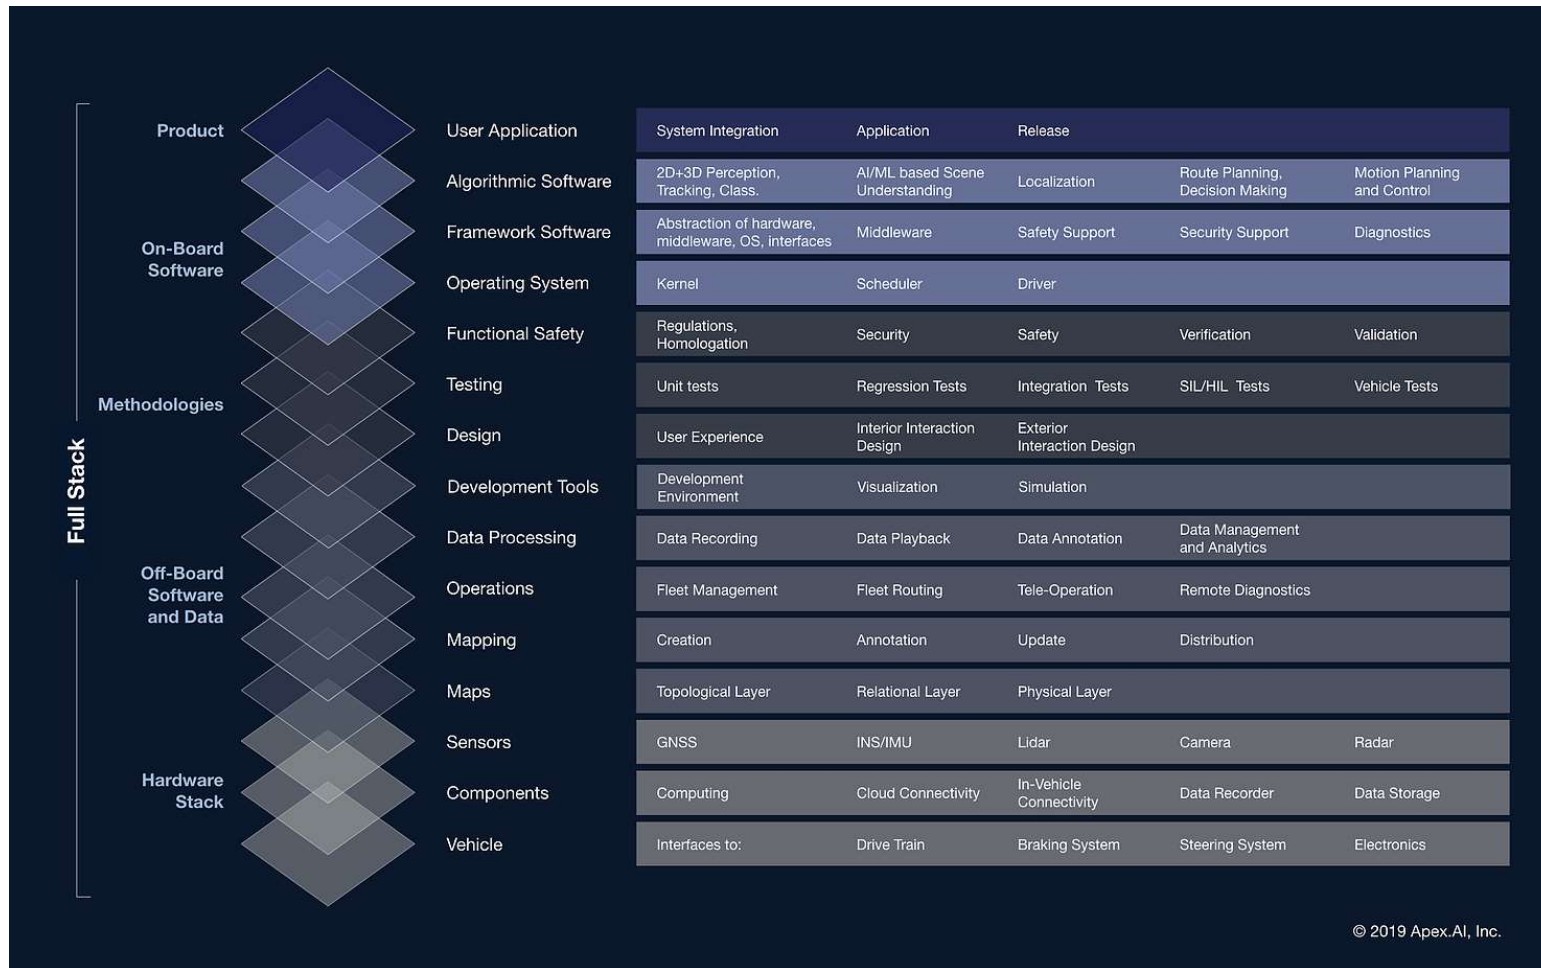 Full Stack
Product
User Application
System Integration
Application
Release
Algorithmic Software
2D+3D Perception,
Tracking, Class.
AI/ML based Scene
Understanding
Localization
Route Planning,
Decision Making
Motion Planning
and Control
On-Board
Software
Framework Software
Abstraction of hardware,
middleware, OS, interfaces
Middleware
Safety Support
Security Support
Diagnostics
Operating System
Kernel
Scheduler
Driver
Functional Safety
Regulations,
Homologation
Security
Safety
Verification
Validation
Methodologies
Testing
Unit tests
Regression Tests
Integration Tests
SIL/HIL Tests
Vehicle Tests
Design
User Experience
Interior Interaction
Design
Exterior
Interaction Design
Development Tools
Development
Environment
Visualization
Simulation
Data Processing
Data Recording
Data Playback
Data Annotation
Data Management
and Analytics
Off-Board
Software
and Data
Operations
Fleet Management
Fleet Routing
Tele-Operation
Remote Diagnostics
Mapping
Creation
Annotation
Update
Distribution
Maps
Topological Layer
Relational Layer
Physical Layer
Sensors
GNSS
INS/IMU
Lidar
Camera
Radar
Hardware
Stack
Components
Computing
Cloud Connectivity
In-Vehicle
Connectivity
Data Recorder
Data Storage
Vehicle
Interfaces to:
Drive Train
Braking System
Steering System
Electronics
© 2019 Apex.AI, Inc.